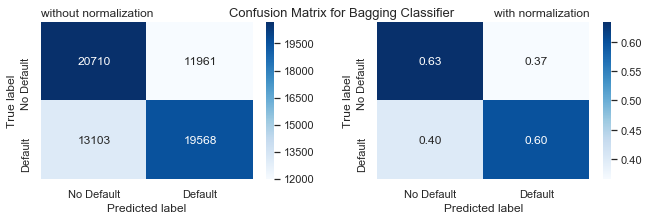 Confusion Matrix for Bagging Classifier
without normalization
with normalization
True label
No Default
Default
20710 11961
13103 19568
No Default Default
Predicted label
19500
18000
16500
15000
13500
12000
True label
No Default
Default
0.63 0.37
0.40 0.60
No Default Default
Predicted label
0.60
0.55
0.50
0.45
0.40